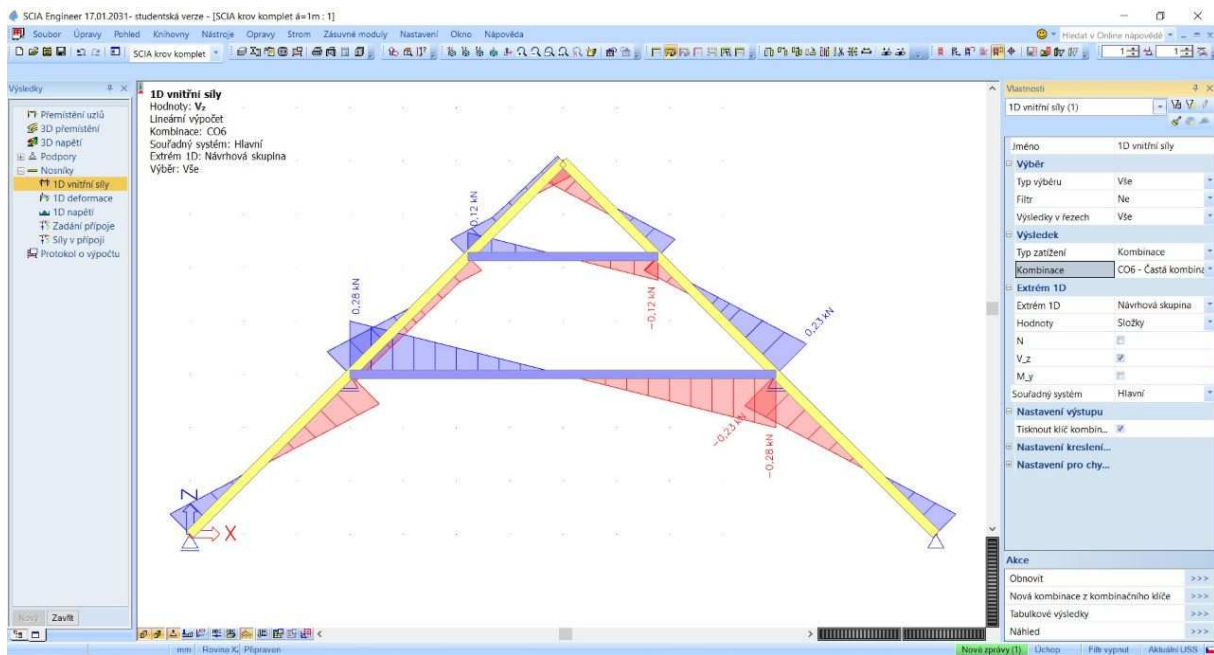 SCIA Engineer 17.01.2031- studentská verze - [SCIA krov komplet á=1m : 1]
Soubor Úpravy Pohled Knihovny Nástroje Opravy Strom Zásuvné moduly Nastavení Okno Nápověda
Hledat v Online nápovědě
SCIA krov komplet
Výsledky
Přemístění uzlů
3D přemístění
3D napětí
Podpory
Nosníky
1D vnitřní síly
1D deformace
1D napětí
Zadání přípoje
Síly v přípoji
Protokol o výpočtu
Nový
Zavřít
1D vnitřní síly
Hodnoty: Vz
Lineární výpočet
Kombinace: CO6
Souřadný systém: Hlavní
Extrém 1D: Návrhová skupina
Výběr: Vše
0,12 kN
0,28 kN
-0,12 kN
0,23 kN
-0,23 kN
-0,28 kN
Z
X
Vlastnosti
1D vnitřní síly (1)
Jméno 1D vnitřní síly
Výběr
Typ výběru Vše
Filtr Ne
Výsledky v řezech Vše
Výsledek
Typ zatížení Kombinace
Kombinace CO6 - Častá kombina
Extrém 1D
Extrém 1D Návrhová skupina
Hodnoty Složky
N
V_z
M_y
Souřadný systém Hlavní
Nastavení výstupu
Tisknout klíč kombin...
Nastavení kreslení...
Nastavení pro chy...
Akce
Obnovit >>>
Nová kombinace z kombinačního klíče >>>
Tabulkové výsledky >>>
Náhled >>>
mm Rovina X Připraven
Nové zprávy (1) Úchop Filtr vypnut Aktuální USS